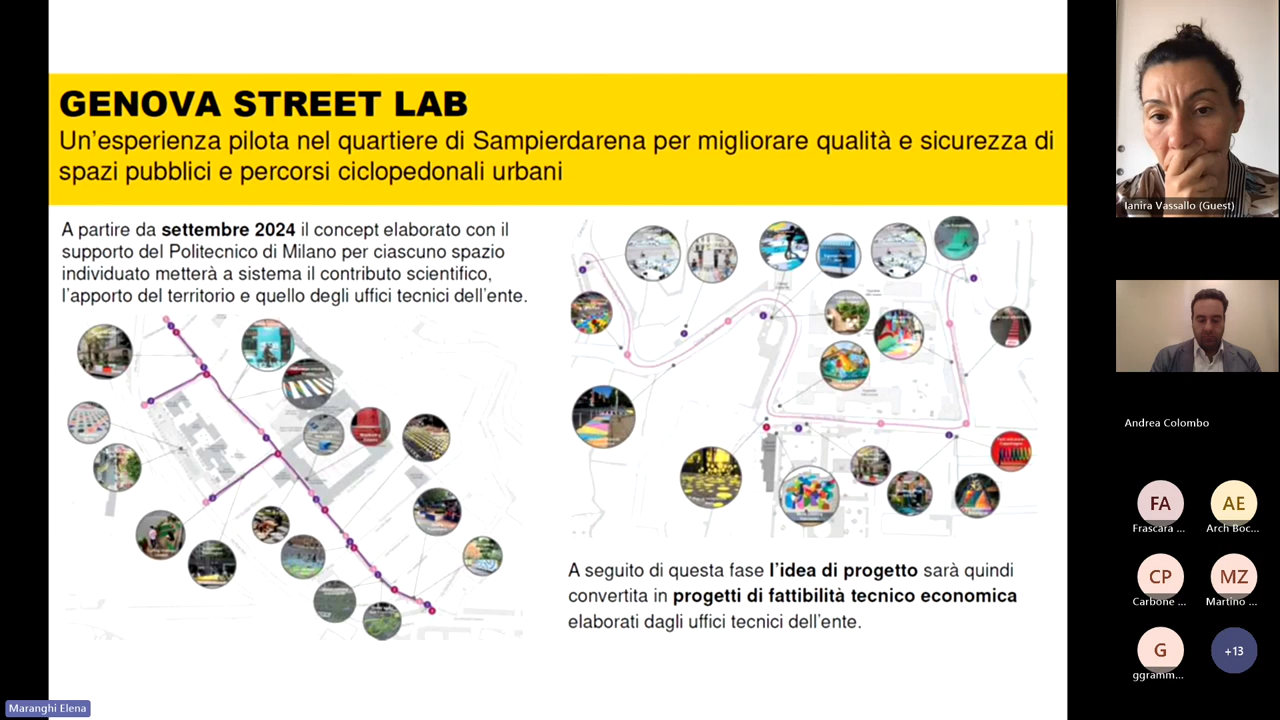 GENOVA STREET LAB
Un'esperienza pilota nel quartiere di Sampierdarena per migliorare qualità e sicurezza di
spazi pubblici e percorsi ciclopedonali urbani
A partire da settembre 2024 il concept elaborato con il
supporto del Politecnico di Milano per ciascuno spazio
individuato metterà a sistema il contributo scientifico,
l'apporto del territorio e quello degli uffici tecnici dell'ente.
A seguito di questa fase l'idea di progetto sarà quindi
convertita in progetti di fattibilità tecnico economica
elaborati dagli uffici tecnici dell'ente.
Maranghi Elena
Ianira Vassallo (Guest)
Andrea Colombo
FA
AE
Frascara ...
Arch Boc...
CP
MZ
Carbone ...
Martino ...
G
+13
ggramm...